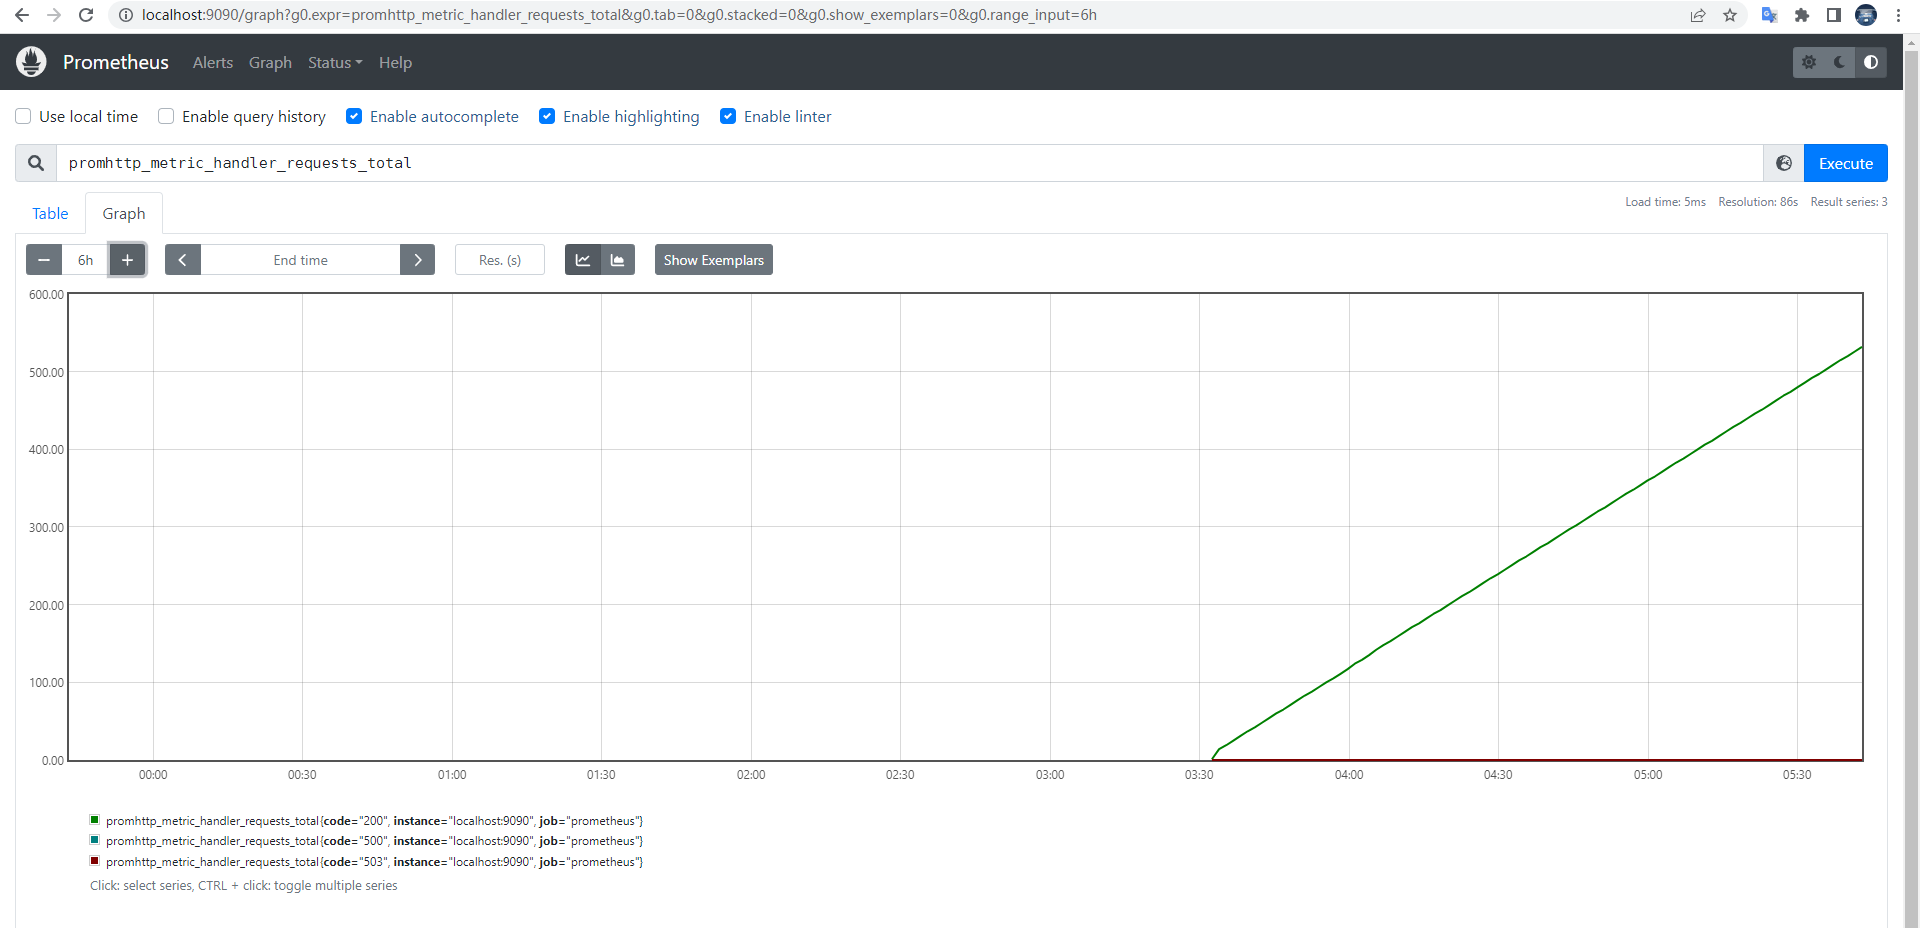 localhost:9090/graph?g0.expr=promhttp_metric_handler_requests_total&g0.tab=0&g0.stacked=0&g0.show_exemplars=0&g0.range_input=6h
Prometheus Alerts Graph Status Help
Use local time Enable query history Enable autocomplete Enable highlighting Enable linter
promhttp_metric_handler_requests_total Execute
Table Graph Load time: 5ms Resolution: 86s Result series: 3
− 6h + End time Res. (s) Show Exemplars
600.00
500.00
400.00
300.00
200.00
100.00
0.00
00:00 00:30 01:00 01:30 02:00 02:30 03:00 03:30 04:00 04:30 05:00 05:30
promhttp_metric_handler_requests_total{code="200", instance="localhost:9090", job="prometheus"}
promhttp_metric_handler_requests_total{code="500", instance="localhost:9090", job="prometheus"}
promhttp_metric_handler_requests_total{code="503", instance="localhost:9090", job="prometheus"}
Click: select series, CTRL + click: toggle multiple series